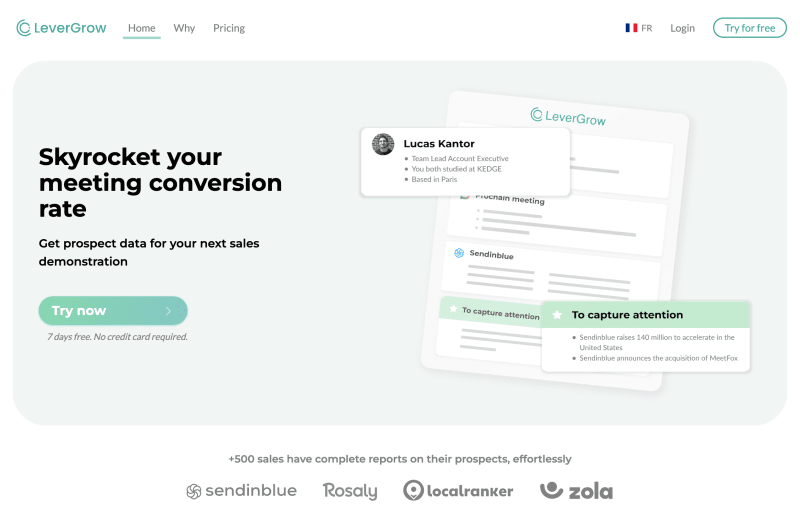 LeverGrow
Home
Why
Pricing
FR
Login
Try for free
Skyrocket your
meeting conversion
rate
Get prospect data for your next sales
demonstration
Try now
7 days free. No credit card required.
LeverGrow
Lucas Kantor
Team Lead Account Executive
You both studied at KEDGE
Based in Paris
Prochain meeting
Sendinblue
To capture attention
To capture attention
Sendinblue raises 140 million to accelerate in the
United States
Sendinblue announces the acquisition of MeetFox
+500 sales have complete reports on their prospects, effortlessly
sendinblue
Rosaly
localranker
zola